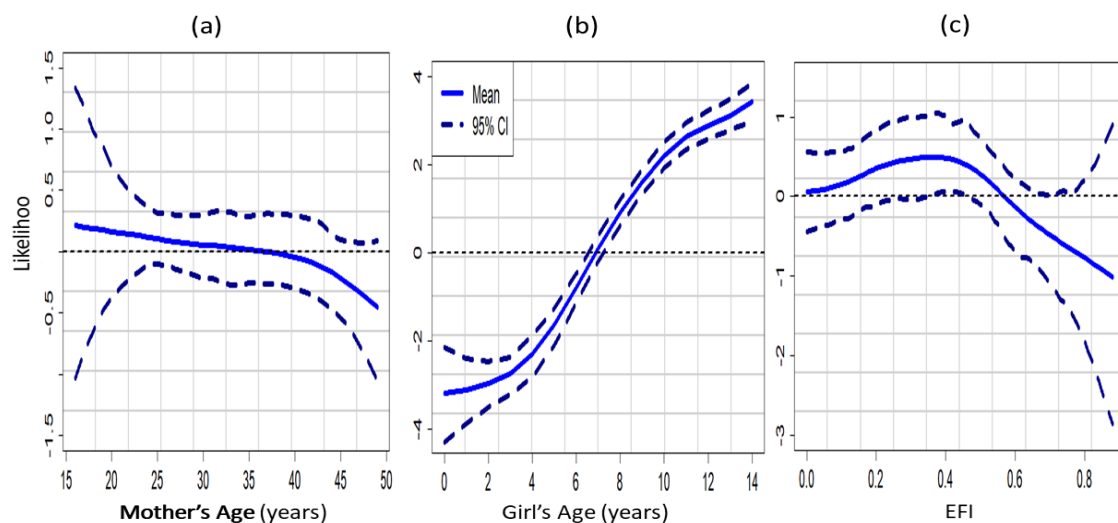 (a)
(b)
(c)
Likelihoo
1.5
1.0
0.5
-0.5
-1.5
15 20 25 30 35 40 45 50
Mother's Age (years)
Mean
95% CI
4
2
0
-2
-4
0 2 4 6 8 10 12 14
Girl's Age (years)
1
0
-1
-2
-3
0.0 0.2 0.4 0.6 0.8
EFI